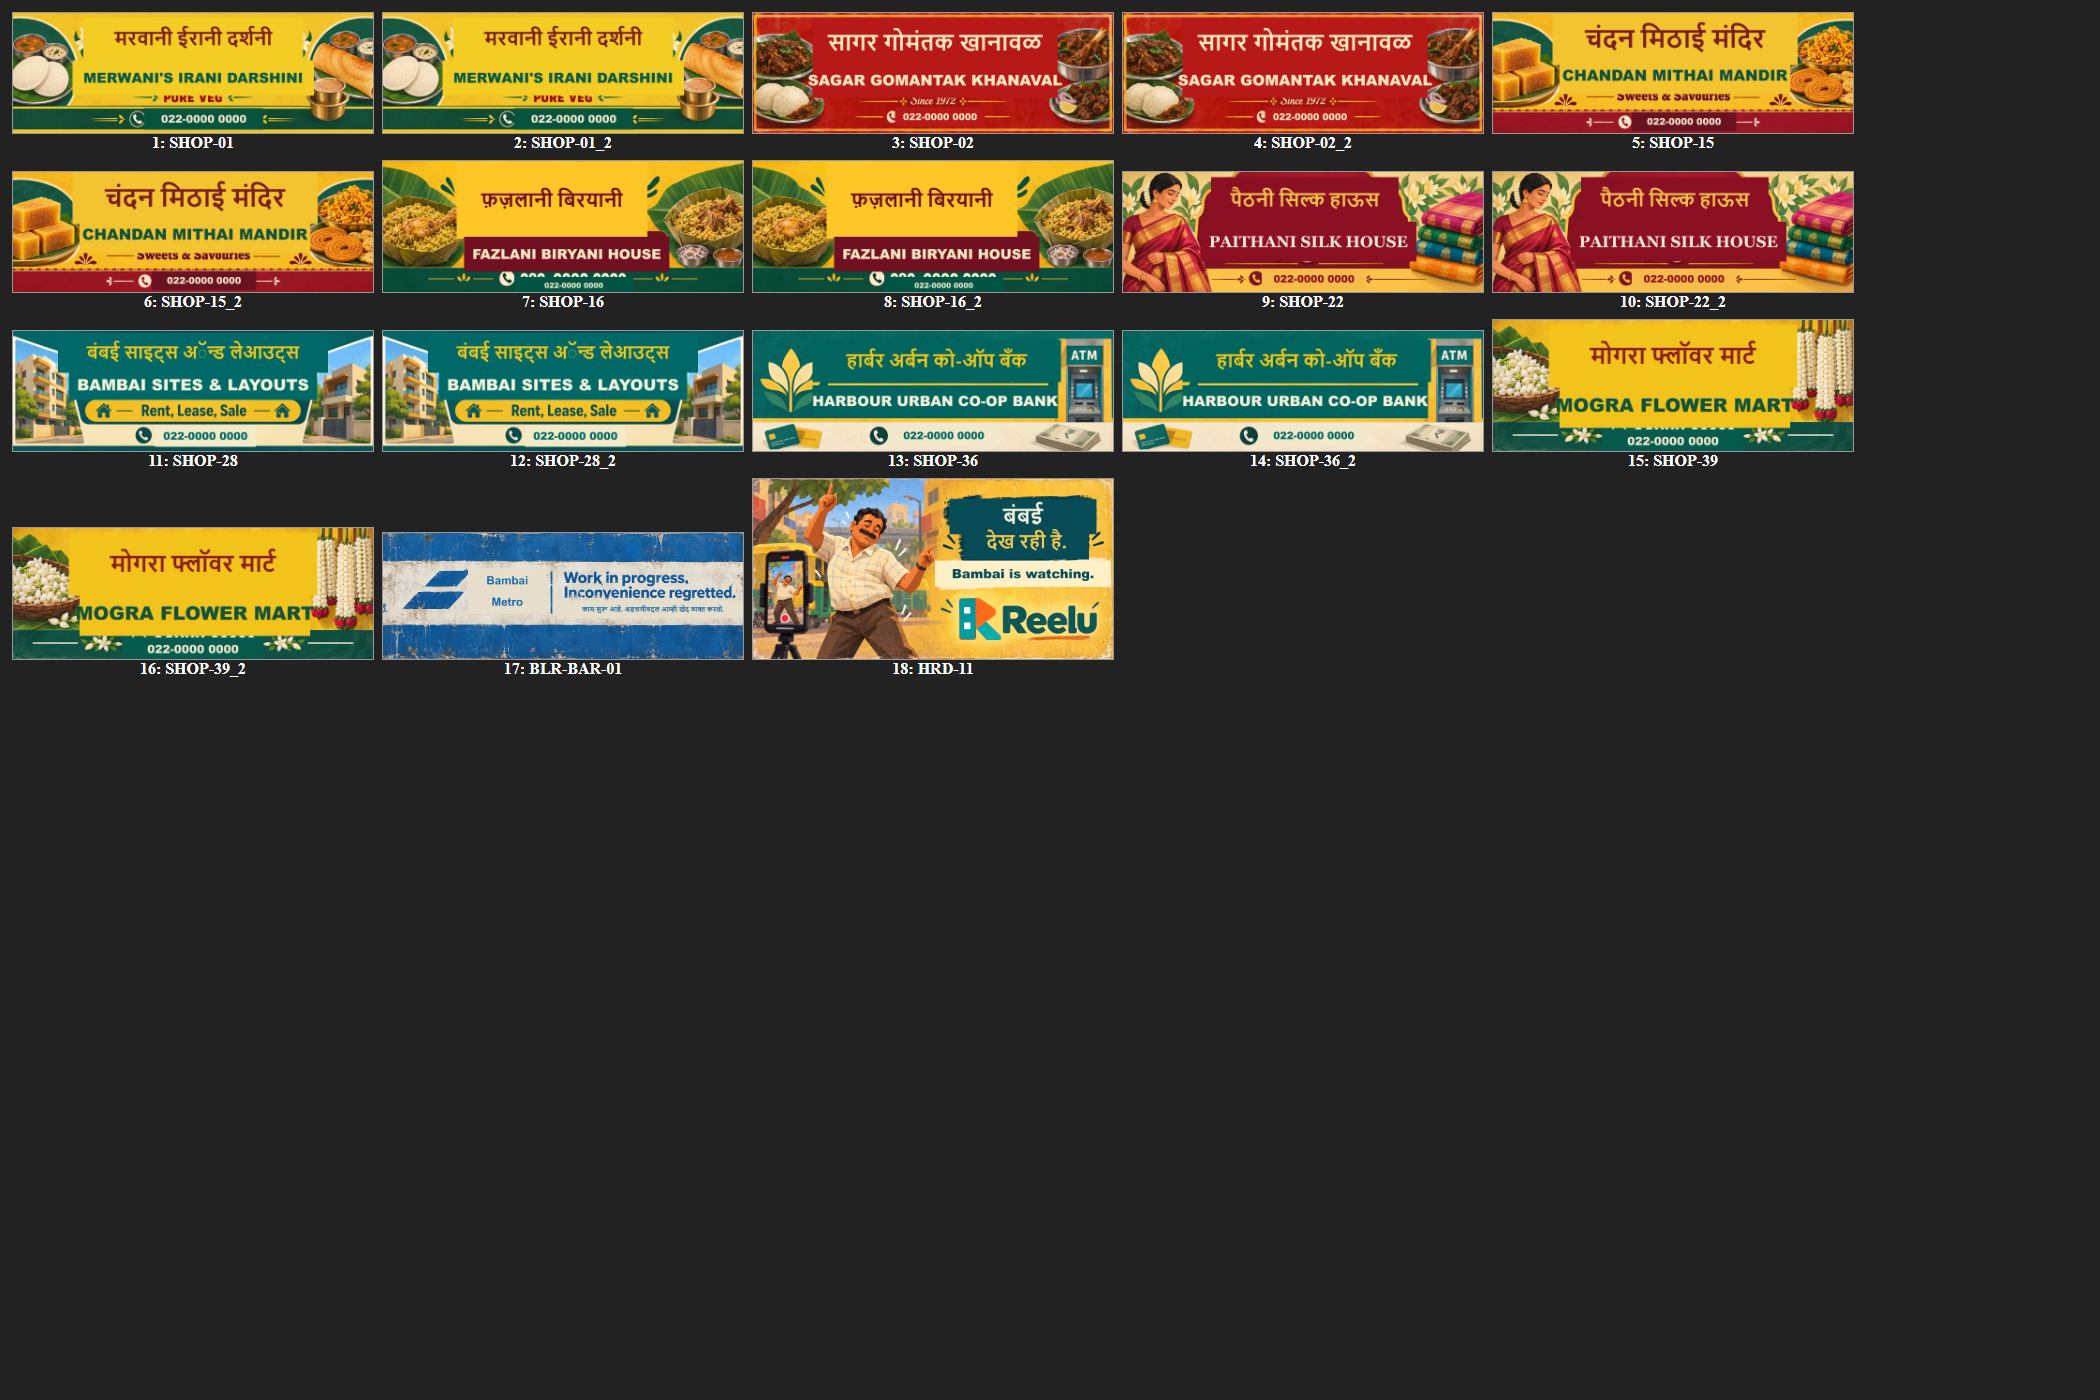 मरवानी ईरानी दर्शनी
MERWANI'S IRANI DARSHINI
PURE VEG
022-0000 0000
1: SHOP-01
मरवानी ईरानी दर्शनी
MERWANI'S IRANI DARSHINI
PURE VEG
022-0000 0000
2: SHOP-01_2
सागर गोमंतक खानावळ
SAGAR GOMANTAK KHANAVAL
Since 1972
022-0000 0000
3: SHOP-02
सागर गोमंतक खानावळ
SAGAR GOMANTAK KHANAVAL
Since 1972
022-0000 0000
4: SHOP-02_2
चंदन मिठाई मंदिर
CHANDAN MITHAI MANDIR
Sweets & Savouries
022-0000 0000
5: SHOP-15
चंदन मिठाई मंदिर
CHANDAN MITHAI MANDIR
Sweets & Savouries
022-0000 0000
6: SHOP-15_2
फ़ज़लानी बिरयानी
FAZLANI BIRYANI HOUSE
022-0000 0000
7: SHOP-16
फ़ज़लानी बिरयानी
FAZLANI BIRYANI HOUSE
022-0000 0000
8: SHOP-16_2
पैठनी सिल्क हाऊस
PAITHANI SILK HOUSE
022-0000 0000
9: SHOP-22
पैठनी सिल्क हाऊस
PAITHANI SILK HOUSE
022-0000 0000
10: SHOP-22_2
बंबई साइट्स अॅन्ड लेआउट्स
BAMBAI SITES & LAYOUTS
Rent, Lease, Sale
022-0000 0000
11: SHOP-28
बंबई साइट्स अॅन्ड लेआउट्स
BAMBAI SITES & LAYOUTS
Rent, Lease, Sale
022-0000 0000
12: SHOP-28_2
हार्बर अर्बन को-ऑप बँक
ATM
HARBOUR URBAN CO-OP BANK
022-0000 0000
13: SHOP-36
हार्बर अर्बन को-ऑप बँक
ATM
HARBOUR URBAN CO-OP BANK
022-0000 0000
14: SHOP-36_2
मोगरा फ्लॉवर मार्ट
MOGRA FLOWER MART
022-0000 0000
15: SHOP-39
मोगरा फ्लॉवर मार्ट
MOGRA FLOWER MART
022-0000 0000
16: SHOP-39_2
Bambai
Metro
Work in progress.
Inconvenience regretted.
काम सुरू आहे. अडचणीबद्दल आम्ही खेद व्यक्त करतो.
17: BLR-BAR-01
बंबई
देख रही है.
Bambai is watching.
Reelu
18: HRD-11